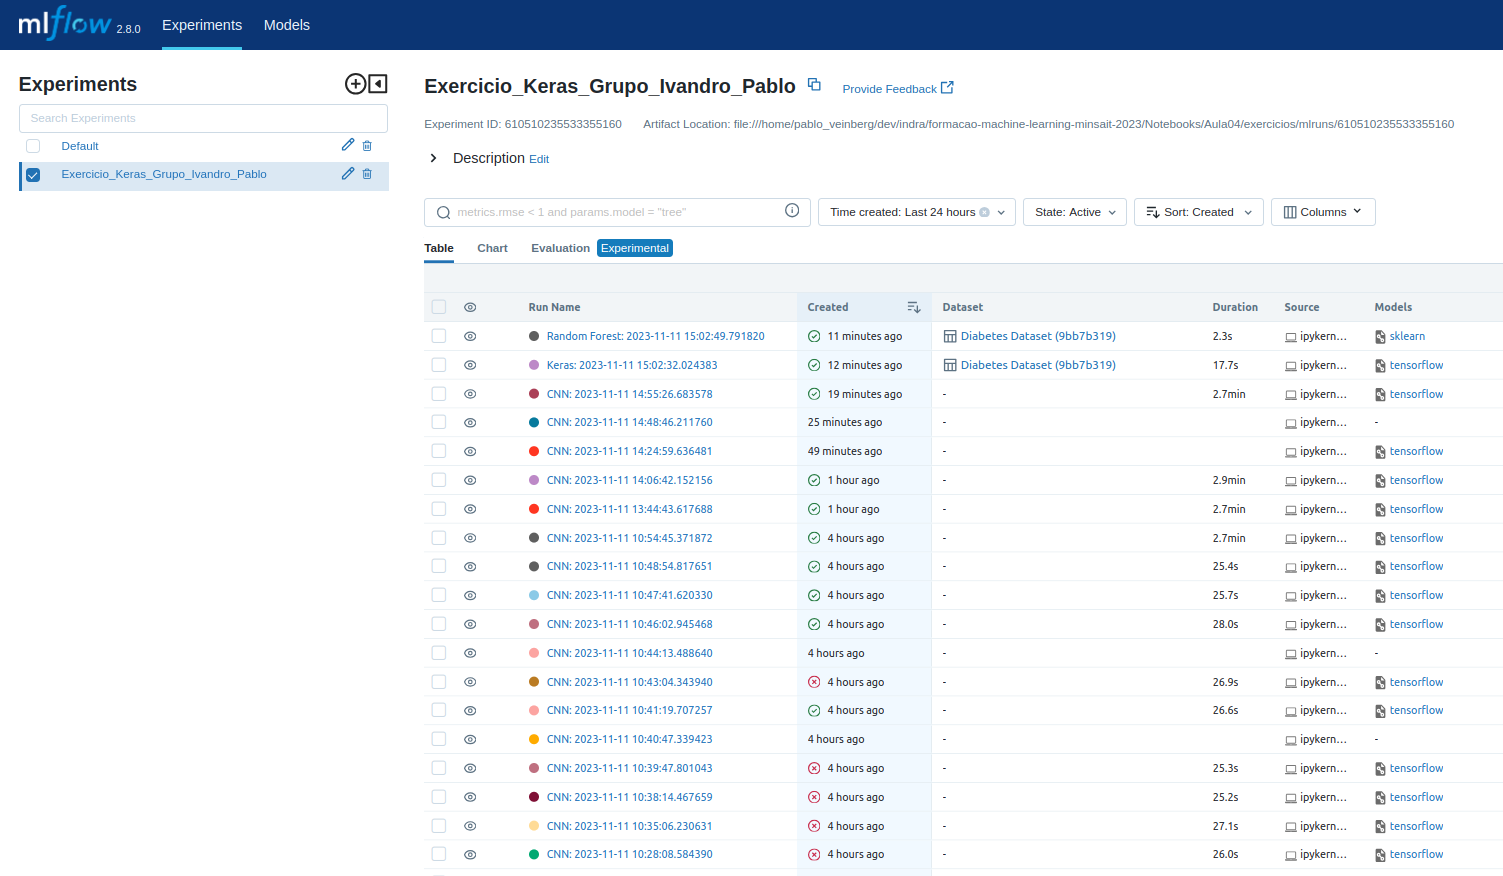 mlflow 2.8.0 Experiments Models
Experiments
Search Experiments
Default
Exercicio_Keras_Grupo_Ivandro_Pablo
Exercicio_Keras_Grupo_Ivandro_Pablo Provide Feedback
Experiment ID: 610510235533355160 Artifact Location: file:///home/pablo_veinberg/dev/indra/formacao-machine-learning-minsait-2023/Notebooks/Aula04/exercicios/mlruns/610510235533355160
Description Edit
metrics.rmse < 1 and params.model = "tree" Time created: Last 24 hours State: Active Sort: Created Columns
Table Chart Evaluation Experimental
Run Name Created Dataset Duration Source Models
Random Forest: 2023-11-11 15:02:49.791820 11 minutes ago Diabetes Dataset (9bb7b319) 2.3s ipykern... sklearn
Keras: 2023-11-11 15:02:32.024383 12 minutes ago Diabetes Dataset (9bb7b319) 17.7s ipykern... tensorflow
CNN: 2023-11-11 14:55:26.683578 19 minutes ago - 2.7min ipykern... tensorflow
CNN: 2023-11-11 14:48:46.211760 25 minutes ago - ipykern... -
CNN: 2023-11-11 14:24:59.636481 49 minutes ago - ipykern... tensorflow
CNN: 2023-11-11 14:06:42.152156 1 hour ago - 2.9min ipykern... tensorflow
CNN: 2023-11-11 13:44:43.617688 1 hour ago - 2.7min ipykern... tensorflow
CNN: 2023-11-11 10:54:45.371872 4 hours ago - 2.7min ipykern... tensorflow
CNN: 2023-11-11 10:48:54.817651 4 hours ago - 25.4s ipykern... tensorflow
CNN: 2023-11-11 10:47:41.620330 4 hours ago - 25.7s ipykern... tensorflow
CNN: 2023-11-11 10:46:02.945468 4 hours ago - 28.0s ipykern... tensorflow
CNN: 2023-11-11 10:44:13.488640 4 hours ago - ipykern... -
CNN: 2023-11-11 10:43:04.343940 4 hours ago - 26.9s ipykern... tensorflow
CNN: 2023-11-11 10:41:19.707257 4 hours ago - 26.6s ipykern... tensorflow
CNN: 2023-11-11 10:40:47.339423 4 hours ago - ipykern... -
CNN: 2023-11-11 10:39:47.801043 4 hours ago - 25.3s ipykern... tensorflow
CNN: 2023-11-11 10:38:14.467659 4 hours ago - 25.2s ipykern... tensorflow
CNN: 2023-11-11 10:35:06.230631 4 hours ago - 27.1s ipykern... tensorflow
CNN: 2023-11-11 10:28:08.584390 4 hours ago - 26.0s ipykern... tensorflow